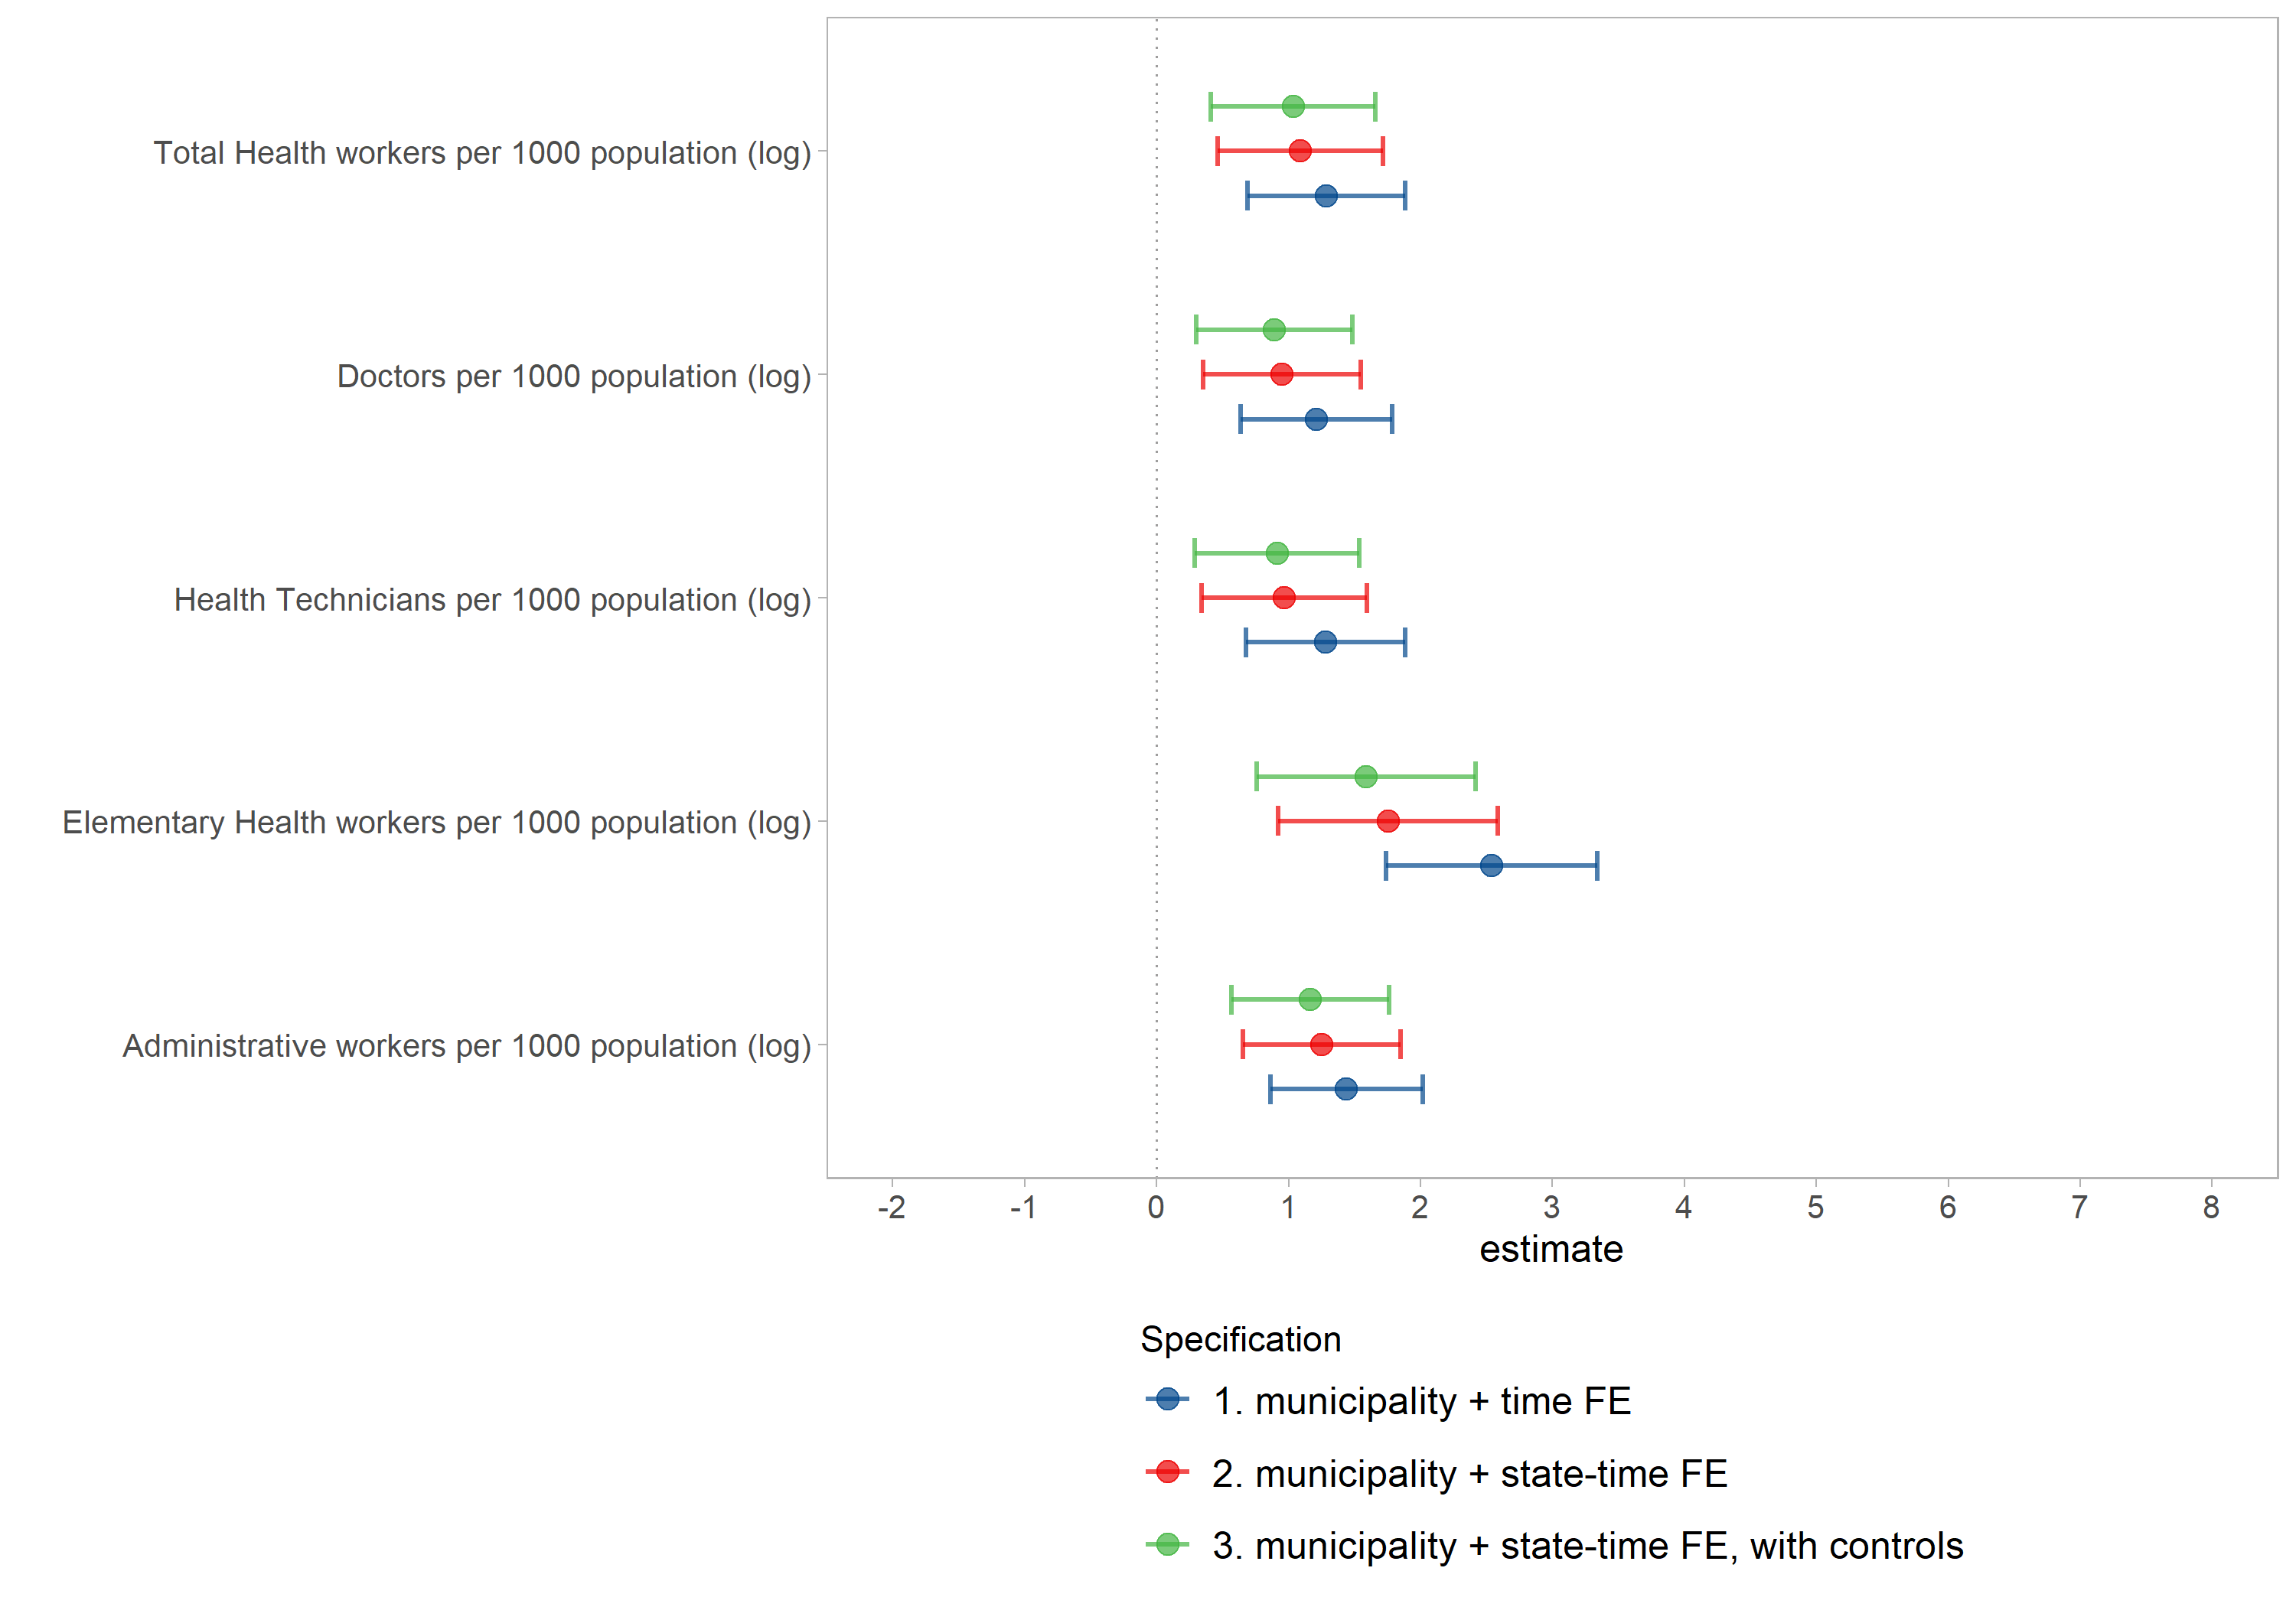 Total Health workers per 1000 population (log)
Doctors per 1000 population (log)
Health Technicians per 1000 population (log)
Elementary Health workers per 1000 population (log)
Administrative workers per 1000 population (log)
-2 -1 0 1 2 3 4 5 6 7 8
estimate
Specification
1. municipality + time FE
2. municipality + state-time FE
3. municipality + state-time FE, with controls